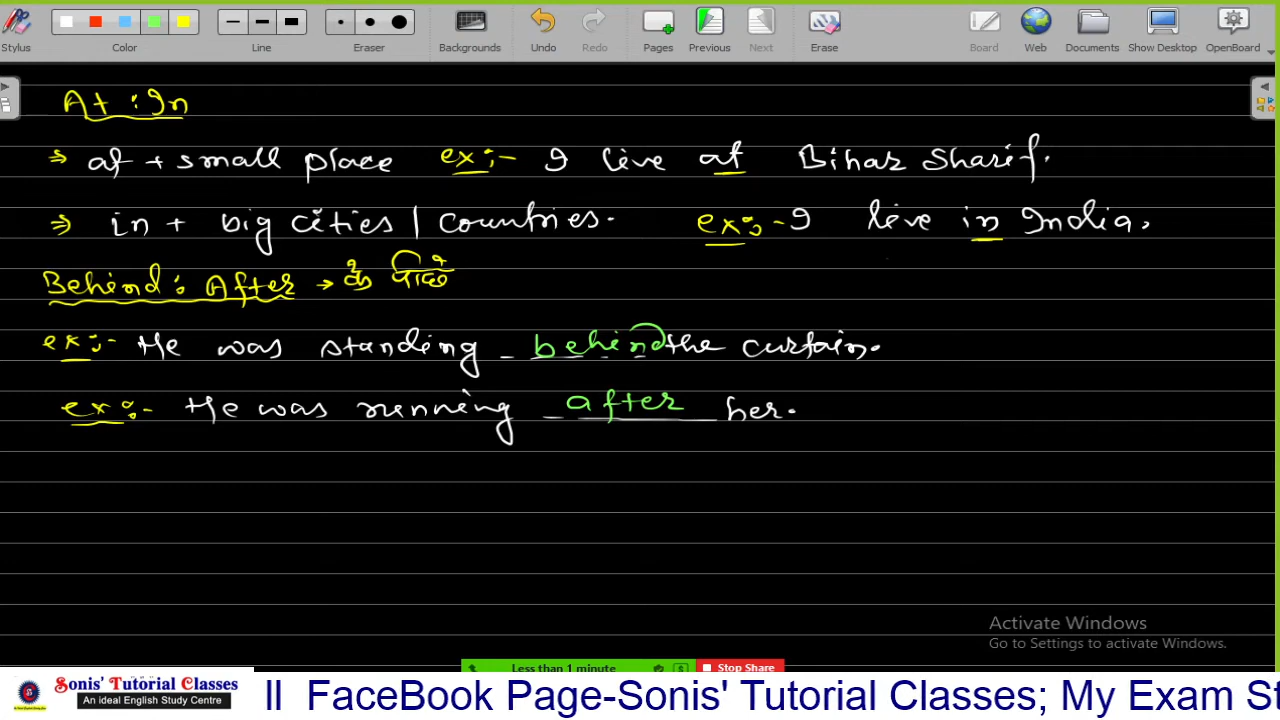 Stylus Color Line Eraser Backgrounds Undo Redo Pages Previous Next Erase Board Web Documents Show Desktop OpenBoard
At : In
⇒ at + small place ex:- I live at Bihar Sharif.
⇒ in + big cities | countries. ex:- I live in India.
Behind : After → के पीछे
ex:- He was standing behind the curtain.
ex:- He was running after her.
Activate Windows
Go to Settings to activate Windows.
Less than 1 minute Stop Share
Sonis' Tutorial Classes
An ideal English Study Centre
ll FaceBook Page-Sonis' Tutorial Classes; My Exam St